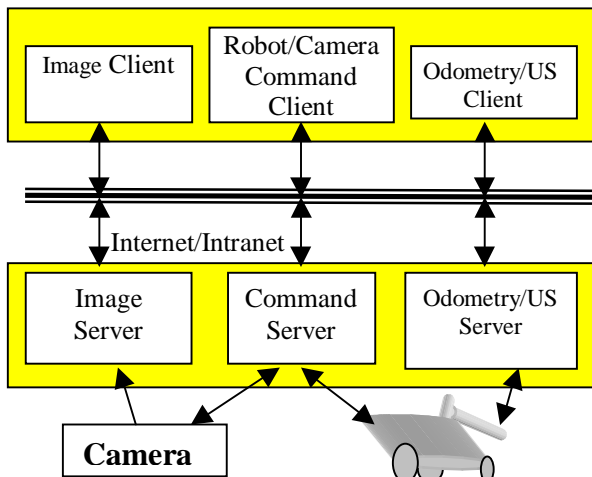 Image Client
Robot/Camera
Command
Client
Odometry/US
Client
Internet/Intranet
Image
Server
Command
Server
Odometry/US
Server
Camera